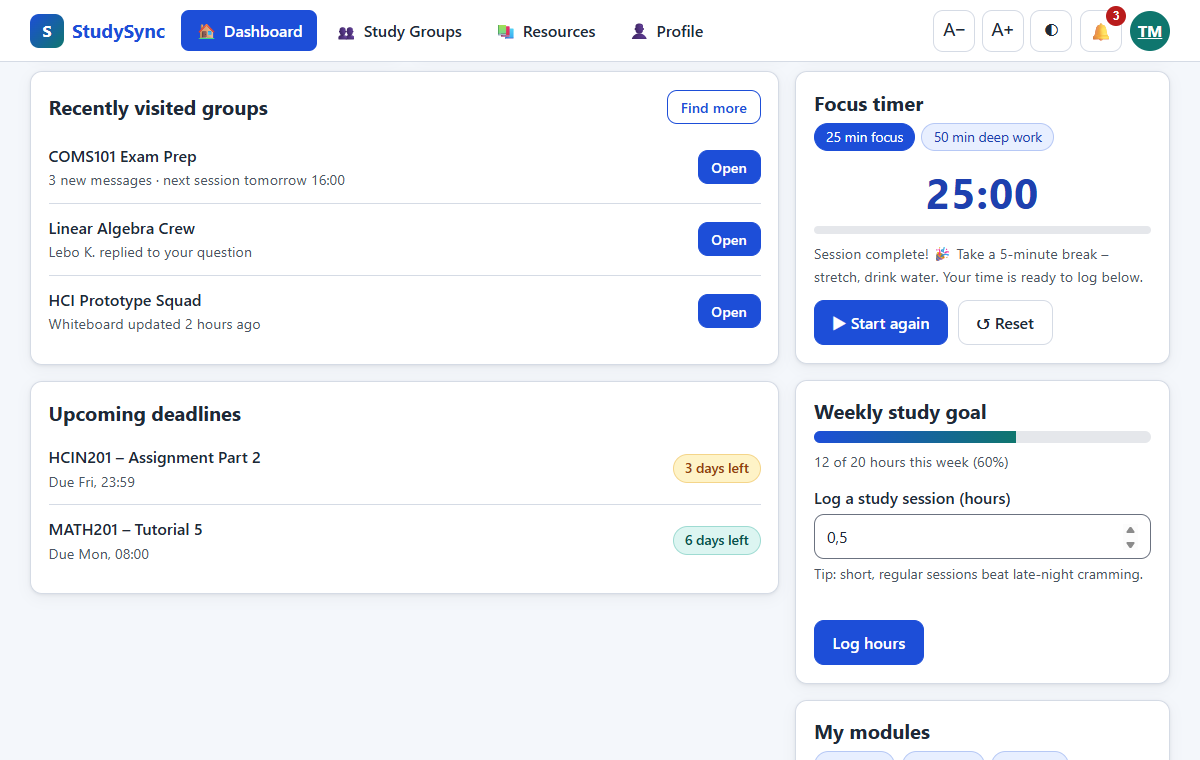 S StudySync Dashboard Study Groups Resources Profile A− A+ 3 TM
Recently visited groups
Find more
COMS101 Exam Prep
3 new messages · next session tomorrow 16:00
Open
Linear Algebra Crew
Lebo K. replied to your question
Open
HCI Prototype Squad
Whiteboard updated 2 hours ago
Open
Upcoming deadlines
HCIN201 – Assignment Part 2
Due Fri, 23:59
3 days left
MATH201 – Tutorial 5
Due Mon, 08:00
6 days left
Focus timer
25 min focus 50 min deep work
25:00
Session complete! 🎉 Take a 5-minute break –
stretch, drink water. Your time is ready to log below.
▶ Start again ↺ Reset
Weekly study goal
12 of 20 hours this week (60%)
Log a study session (hours)
0,5
Tip: short, regular sessions beat late-night cramming.
Log hours
My modules